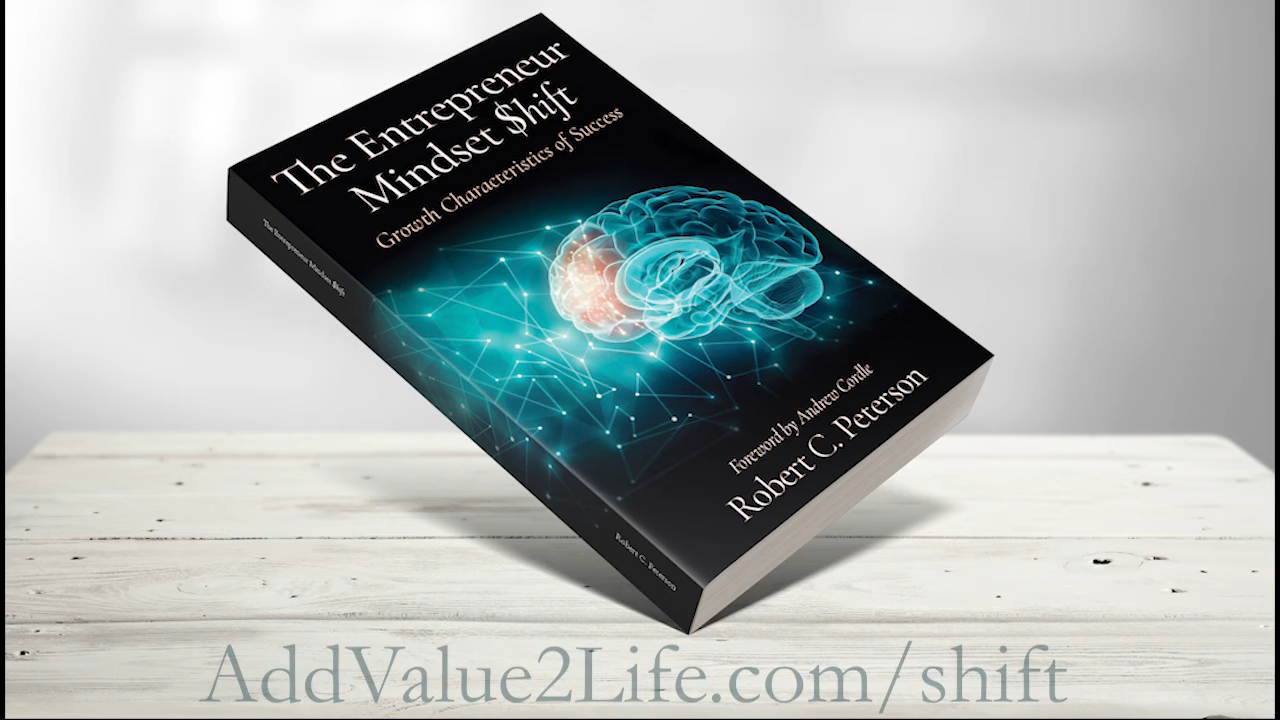 The Entrepreneur
Mindset $hift
Growth Characteristics of Success
The Entrepreneur Mindset $hift
Foreword by Andrew Cordle
Robert C. Peterson
Robert C. Peterson
AddValue2Life.com/shift